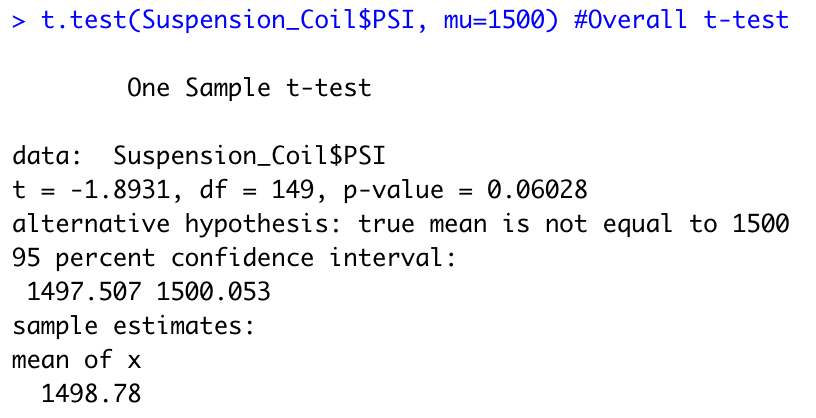 > t.test(Suspension_Coil$PSI, mu=1500) #Overall t-test
One Sample t-test
data:  Suspension_Coil$PSI
t = -1.8931, df = 149, p-value = 0.06028
alternative hypothesis: true mean is not equal to 1500
95 percent confidence interval:
1497.507 1500.053
sample estimates:
mean of x
1498.78